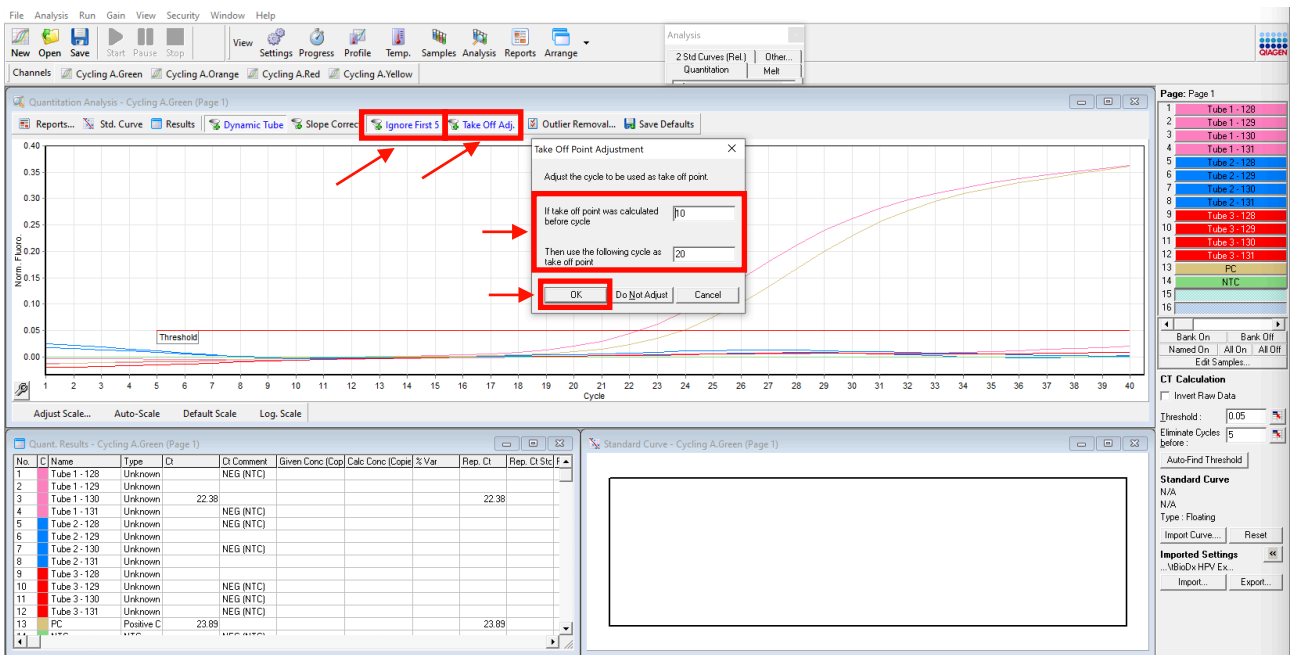 File Analysis Run Gain View Security Window Help
New Open Save Start Pause Stop View Settings Progress Profile Temp. Samples Analysis Reports Arrange
QIAGEN
Channels Cycling A.Green Cycling A.Orange Cycling A.Red Cycling A.Yellow
Analysis
2 Std Curves (Rel.) Other...
Quantitation Melt
Quantitation Analysis - Cycling A.Green (Page 1)
Reports... Std. Curve Results Dynamic Tube Slope Correct Ignore First 5 Take Off Adj. Outlier Removal... Save Defaults
Norm. Fluoro.
0.40
0.35
0.30
0.25
0.20
0.15
0.10
0.05
0.00
Threshold
1 2 3 4 5 6 7 8 9 10 11 12 13 14 15 16 17 18 19 20 21 22 23 24 25 26 27 28 29 30 31 32 33 34 35 36 37 38 39 40
Cycle
Adjust Scale... Auto-Scale Default Scale Log. Scale
Take Off Point Adjustment
Adjust the cycle to be used as take off point.
If take off point was calculated
before cycle
10
Then use the following cycle as
take off point
20
OK Do Not Adjust Cancel
Quant. Results - Cycling A.Green (Page 1)
No. C Name Type Ct Ct Comment Given Conc (Cop Calc Conc (Copie % Var Rep. Ct Rep. Ct Stc F
1 Tube 1 - 128 Unknown NEG (NTC)
2 Tube 1 - 129 Unknown
3 Tube 1 - 130 Unknown 22.38 22.38
4 Tube 1 - 131 Unknown NEG (NTC)
5 Tube 2 - 128 Unknown NEG (NTC)
6 Tube 2 - 129 Unknown
7 Tube 2 - 130 Unknown NEG (NTC)
8 Tube 2 - 131 Unknown
9 Tube 3 - 128 Unknown
10 Tube 3 - 129 Unknown NEG (NTC)
11 Tube 3 - 130 Unknown NEG (NTC)
12 Tube 3 - 131 Unknown NEG (NTC)
13 PC Positive C 23.89 23.89
14 NTC NTC NEG (NTC)
Standard Curve - Cycling A.Green (Page 1)
Page: Page 1
1 Tube 1 - 128
2 Tube 1 - 129
3 Tube 1 - 130
4 Tube 1 - 131
5 Tube 2 - 128
6 Tube 2 - 129
7 Tube 2 - 130
8 Tube 2 - 131
9 Tube 3 - 128
10 Tube 3 - 129
11 Tube 3 - 130
12 Tube 3 - 131
13 PC
14 NTC
15
16
Bank On Bank Off
Named On All On All Off
Edit Samples...
CT Calculation
Invert Raw Data
Threshold : 0.05
Eliminate Cycles
before : 5
Auto-Find Threshold
Standard Curve
N/A
N/A
Type : Floating
Import Curve.... Reset
Imported Settings
...\tBioDx HPV Ex...
Import... Export...